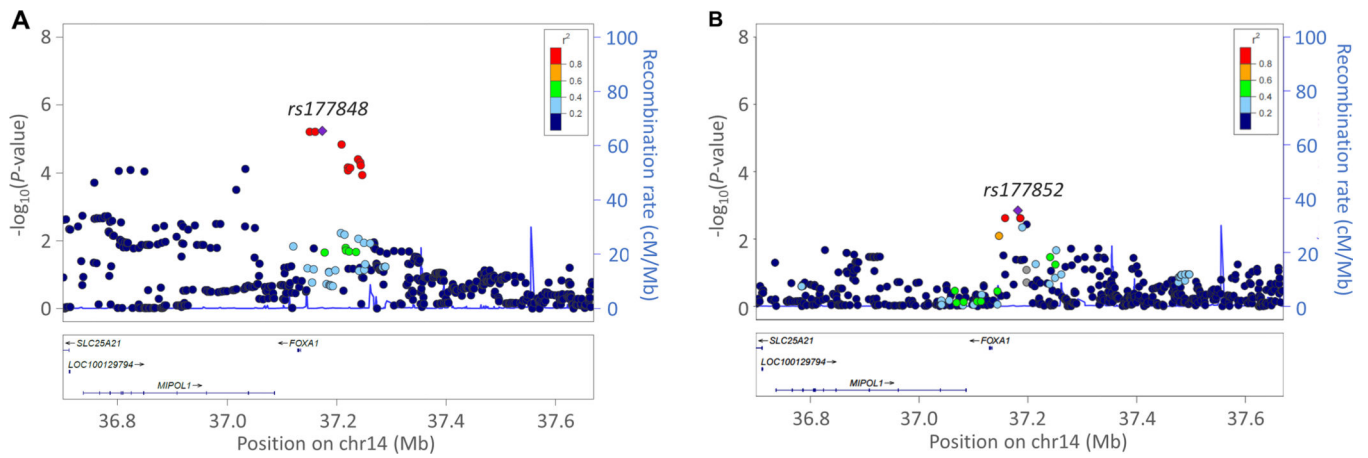 A
-log10(P-value)
8
6
4
2
0
rs177848
r²
0.8
0.6
0.4
0.2
100
80
60
40
20
0
Recombination rate (cM/Mb)
← SLC25A21
← FOXA1
LOC100129794 →
MIPOL1 →
36.8 37.0 37.2 37.4 37.6
Position on chr14 (Mb)
B
-log10(P-value)
8
6
4
2
0
rs177852
r²
0.8
0.6
0.4
0.2
100
80
60
40
20
0
Recombination rate (cM/Mb)
← SLC25A21
← FOXA1
LOC100129794 →
MIPOL1 →
36.8 37.0 37.2 37.4 37.6
Position on chr14 (Mb)